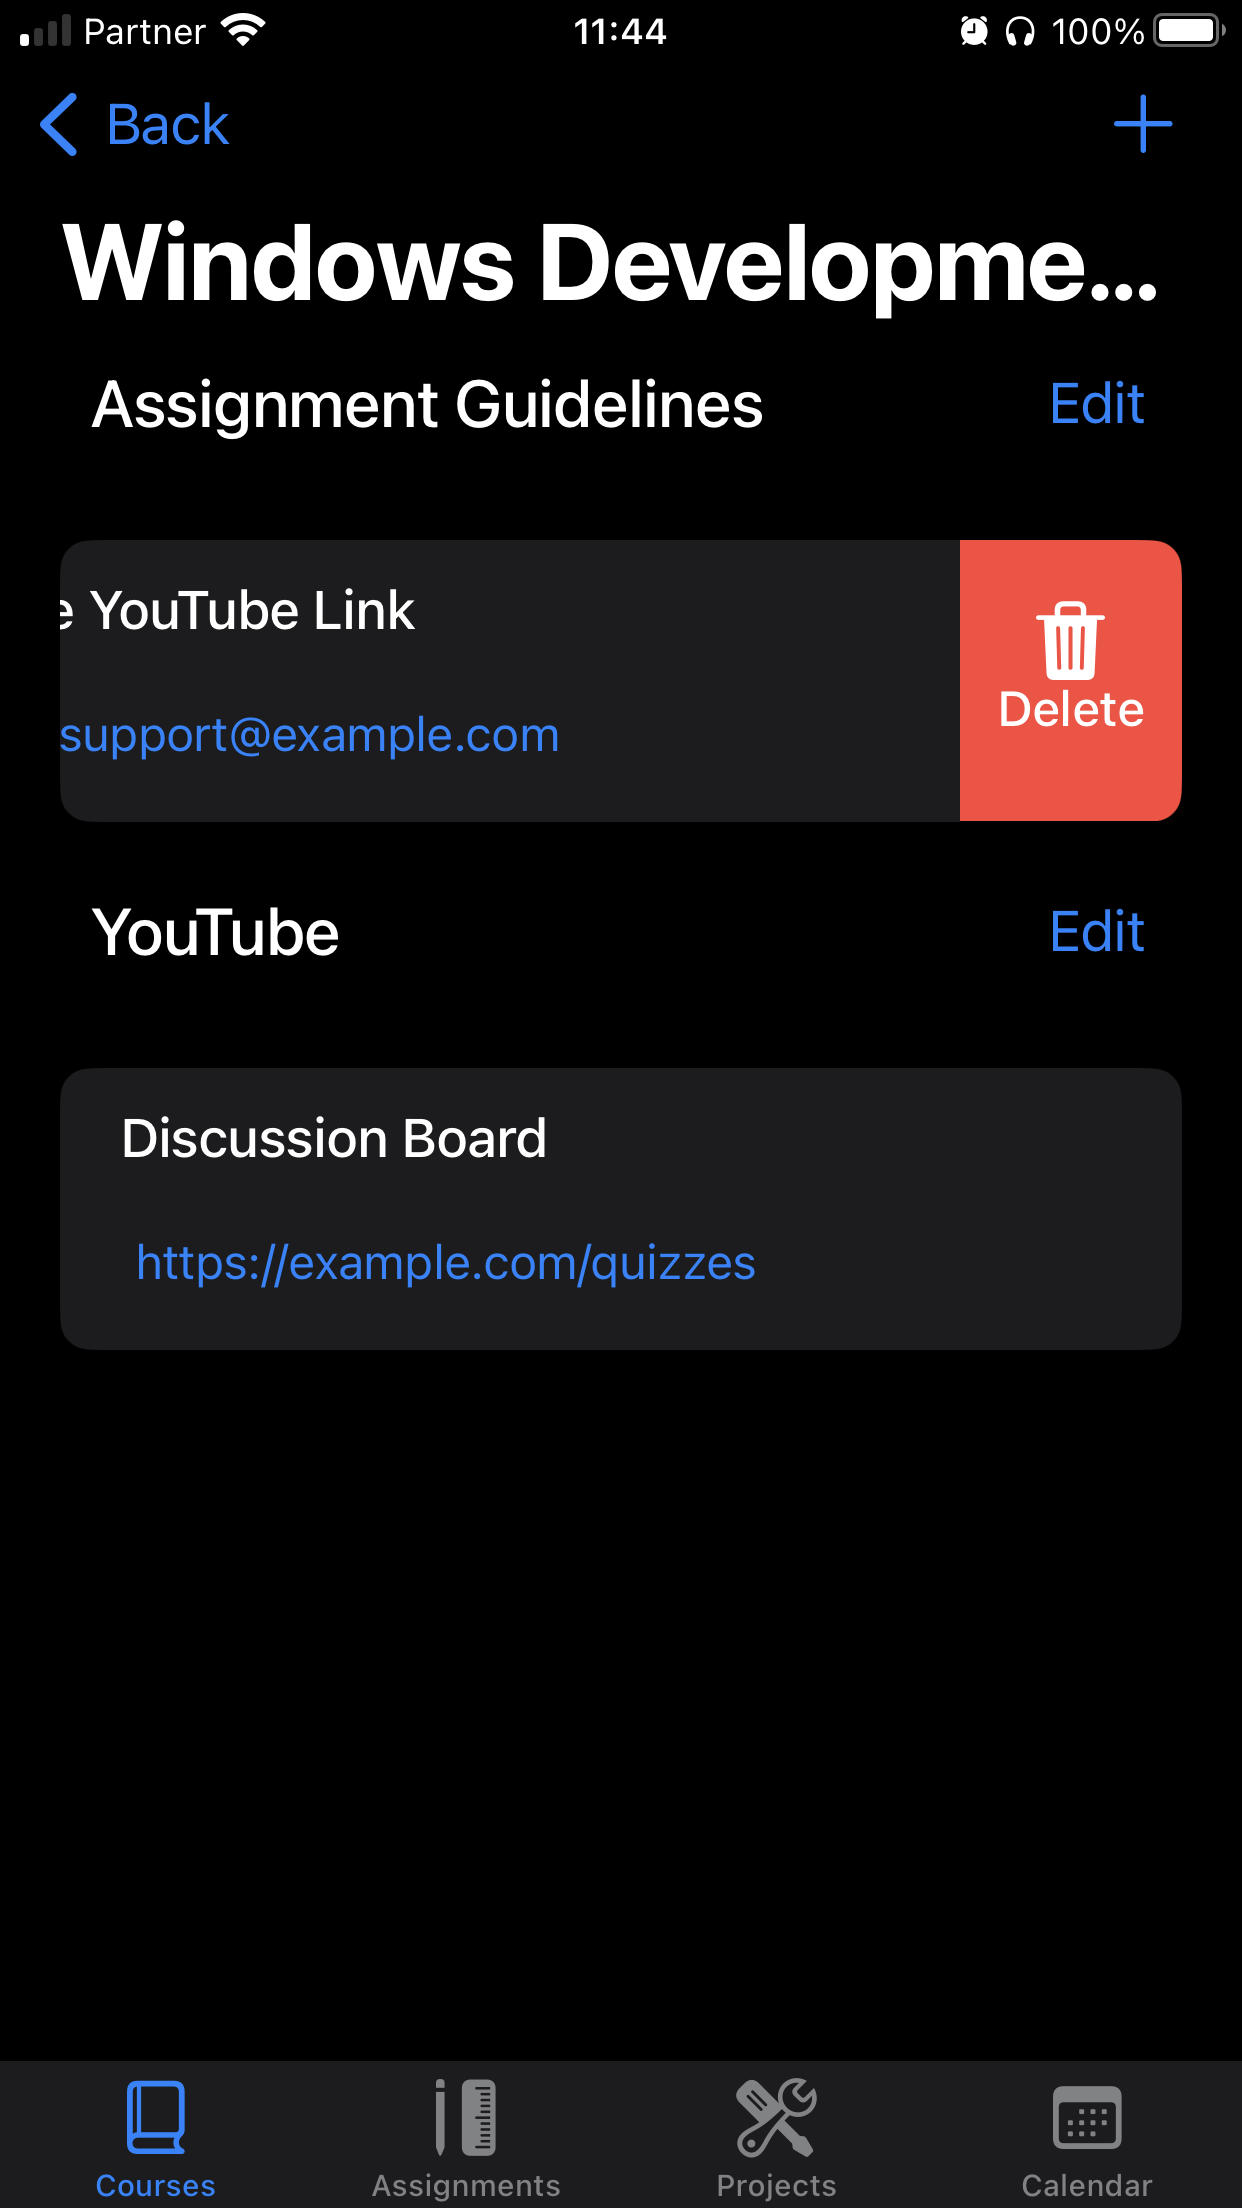 Partner 11:44 100%
Back
Windows Developme...
Assignment Guidelines Edit
e YouTube Link
support@example.com
Delete
YouTube Edit
Discussion Board
https://example.com/quizzes
Courses Assignments Projects Calendar